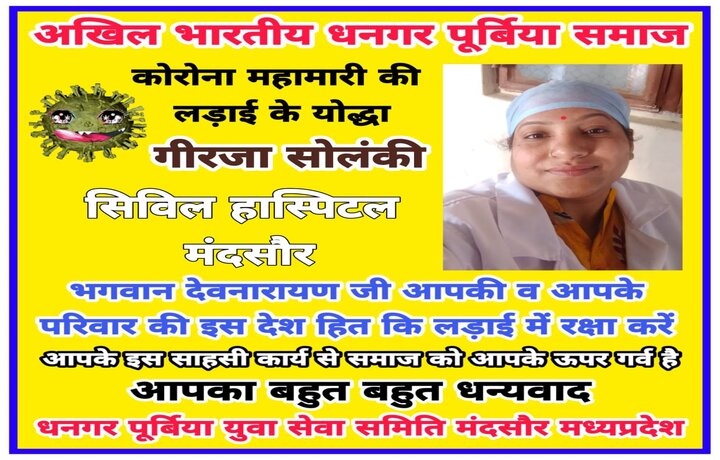 अखिल भारतीय धनगर पूर्बिया समाज
कोरोना महामारी की
लड़ाई के योद्धा
गीरजा सोलंकी
सिविल हास्पिटल
मंदसौर
भगवान देवनारायण जी आपकी व आपके
परिवार की इस देश हित कि लड़ाई में रक्षा करें
आपके इस साहसी कार्य से समाज को आपके ऊपर गर्व है
आपका बहुत बहुत धन्यवाद
धनगर पूर्बिया युवा सेवा समिति मंदसौर मध्यप्रदेश